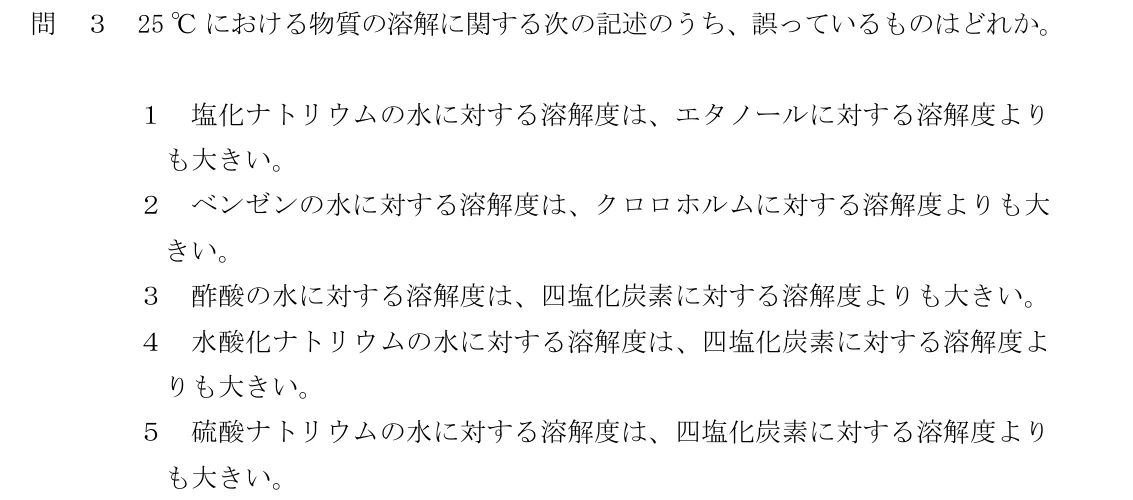 問　３　25 ℃ における物質の溶解に関する次の記述のうち、誤っているものはどれか。
１　塩化ナトリウムの水に対する溶解度は、エタノールに対する溶解度より
も大きい。
２　ベンゼンの水に対する溶解度は、クロロホルムに対する溶解度よりも大
きい。
３　酢酸の水に対する溶解度は、四塩化炭素に対する溶解度よりも大きい。
４　水酸化ナトリウムの水に対する溶解度は、四塩化炭素に対する溶解度よ
りも大きい。
５　硫酸ナトリウムの水に対する溶解度は、四塩化炭素に対する溶解度より
も大きい。